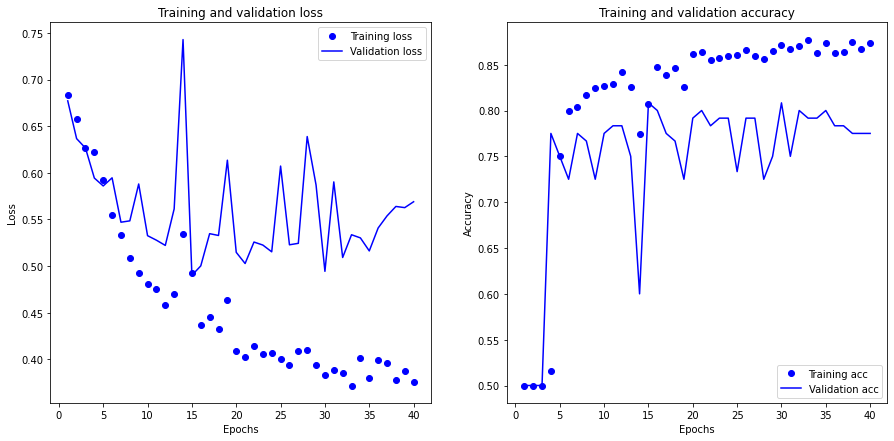 Training and validation loss
Training loss
Validation loss
0.75
0.70
0.65
0.60
0.55
0.50
0.45
0.40
Loss
0 5 10 15 20 25 30 35 40
Epochs
Training and validation accuracy
0.85
0.80
0.75
0.70
0.65
0.60
0.55
0.50
Accuracy
Training acc
Validation acc
0 5 10 15 20 25 30 35 40
Epochs